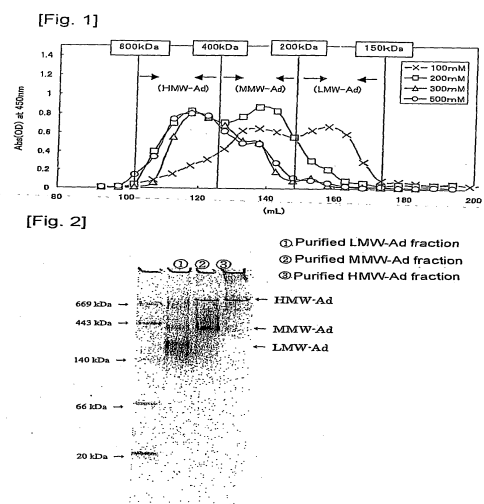 [Fig. 1]
600kDa 400kDa 200kDa 150kDa
(HMW-Ad) (MMW-Ad) (LMW-Ad)
100mM
200mM
300mM
500mM
Abs(OD) at 450nm
1.4
1.2
1
0.8
0.6
0.4
0.2
0
80 100 120 140 160 180 200
(mL)
[Fig. 2]
① Purified LMW-Ad fraction
② Purified MMW-Ad fraction
③ Purified HMW-Ad fraction
① ② ③
669 kDa → ← HMW-Ad
443 kDa → ← MMW-Ad
← LMW-Ad
140 kDa →
66 kDa →
20 kDa →